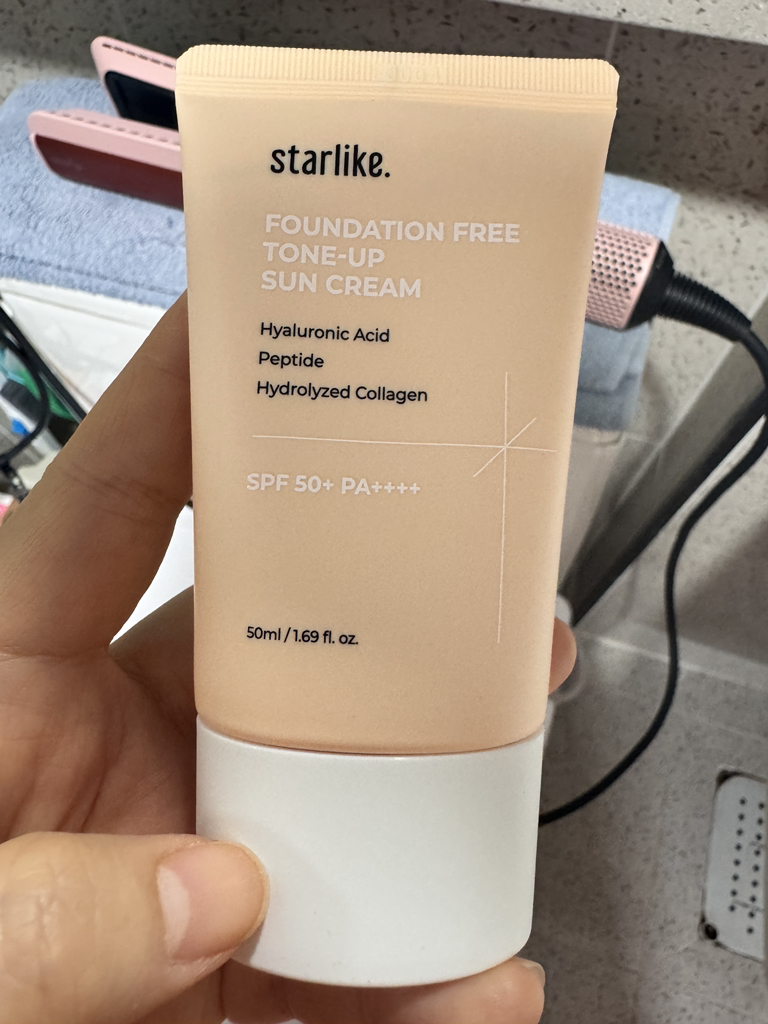 starlike.
FOUNDATION FREE
TONE-UP
SUN CREAM
Hyaluronic Acid
Peptide
Hydrolyzed Collagen
SPF 50+ PA++++
50ml / 1.69 fl. oz.